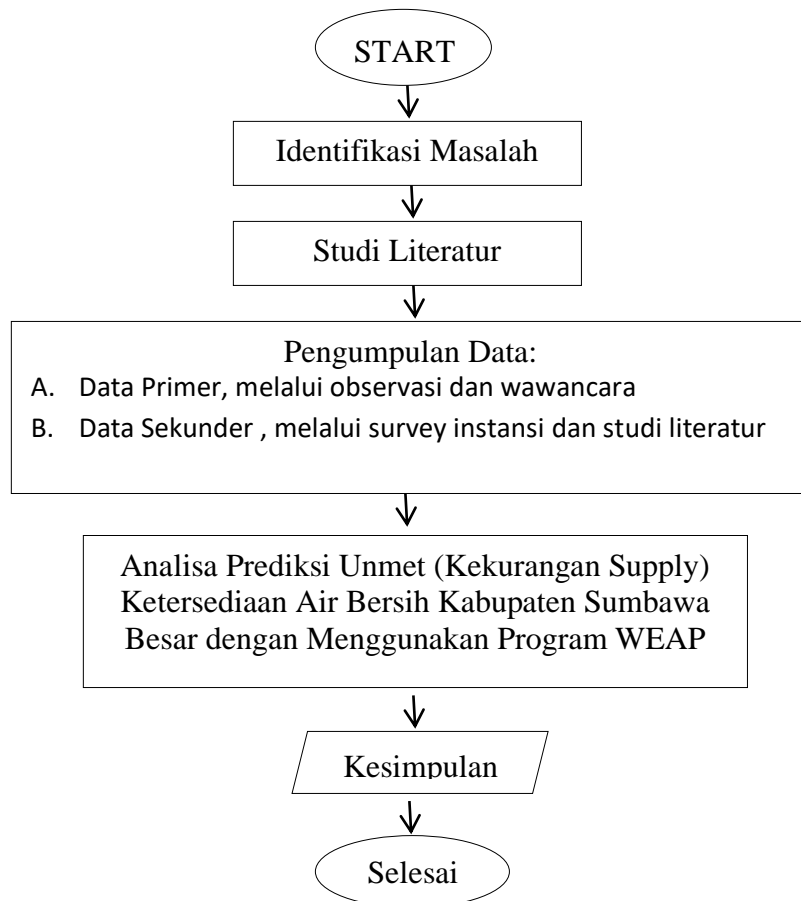 START
Identifikasi Masalah
Studi Literatur
Pengumpulan Data:
A. Data Primer, melalui observasi dan wawancara
B. Data Sekunder , melalui survey instansi dan studi literatur
Analisa Prediksi Unmet (Kekurangan Supply)
Ketersediaan Air Bersih Kabupaten Sumbawa
Besar dengan Menggunakan Program WEAP
Kesimpulan
Selesai